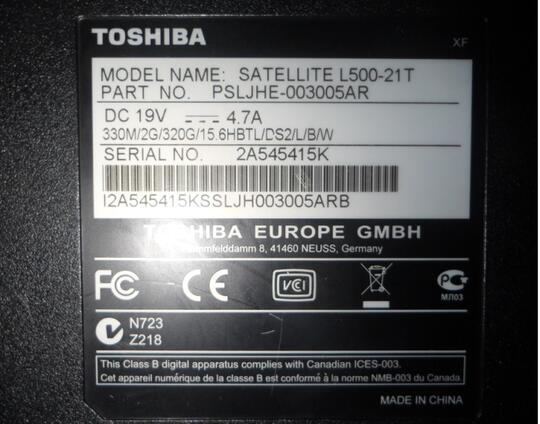 TOSHIBA
XF
MODEL NAME: SATELLITE L500-21T
PART NO. PSLJHE-003005AR
DC 19V 4.7A
330M/2G/320G/15.6HBTL/DS2/L/B/W
SERIAL NO. 2A545415K
I2A545415KSSLJH003005ARB
TOSHIBA EUROPE GMBH
8, 41460 NEUSS, Germany
FC CE VCI PG
МЛ03
N723
Z218
This Class B digital apparatus complies with Canadian ICES-003.
Cet appareil numérique de la classe B est conformé à la norme NMB-003 du Canada
MADE IN CHINA